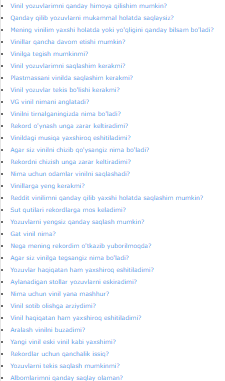 Vinil yozuvlarimni qanday himoya qilishim mumkin?
Qanday qilib yozuvlarni mukammal holatda saqlaysiz?
Mening vinilim yaxshi holatda yoki yo'qligini qanday bilsam bo'ladi?
Vinillar qancha davom etishi mumkin?
Vinilga tegish mumkinmi?
Vinil yozuvlarimni saqlashim kerakmi?
Plastmassani vinilda saqlashim kerakmi?
Vinil yozuvlar tekis bo'lishi kerakmi?
VG vinil nimani anglatadi?
Vinilni tirnalganingizda nima bo'ladi?
Rekord o'ynash unga zarar keltiradimi?
Vinildagi musiqa yaxshiroq eshitiladimi?
Agar siz vinilni chizib qo'ysangiz nima bo'ladi?
Rekordni chizish unga zarar keltiradimi?
Nima uchun odamlar vinilni saqlashadi?
Vinillarga yeng kerakmi?
Reddit vinilimni qanday qilib yaxshi holatda saqlashim mumkin?
Sut qutilari rekordlarga mos keladimi?
Yozuvlarni yengsiz qanday saqlash mumkin?
Gat vinil nima?
Nega mening rekordim o'tkazib yuborilmoqda?
Agar siz vinilga tegsangiz nima bo'ladi?
Yozuvlar haqiqatan ham yaxshiroq eshitiladimi?
Aylanadigan stollar yozuvlarni eskiradimi?
Nima uchun vinil yana mashhur?
Vinil sotib olishga arziydimi?
Vinil haqiqatan ham yaxshiroq eshitiladimi?
Aralash vinilni buzadimi?
Yangi vinil eski vinil kabi yaxshimi?
Rekordlar uchun qanchalik issiq?
Yozuvlarni tekis saqlash mumkinmi?
Albomlarimni qanday saqlay olaman?